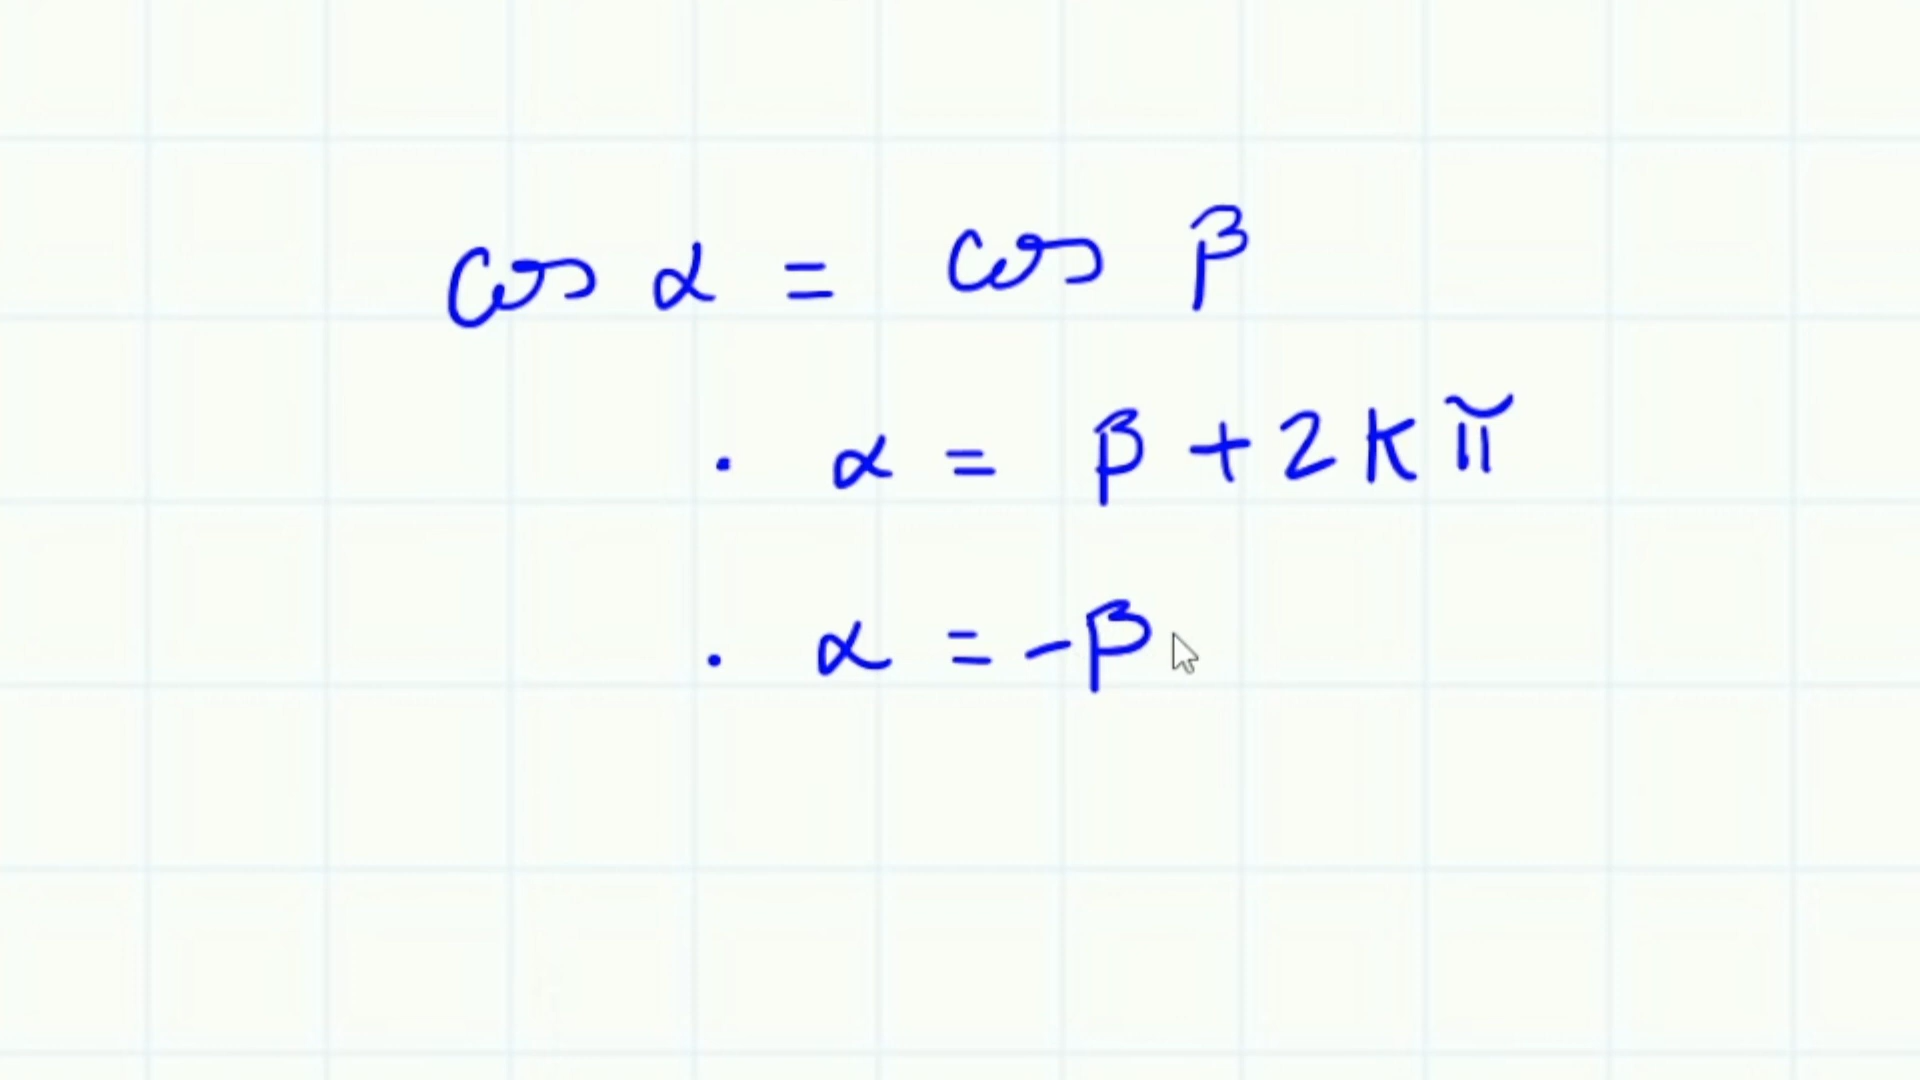 cos α = cos β
. α = β + 2kπ
. α = -β